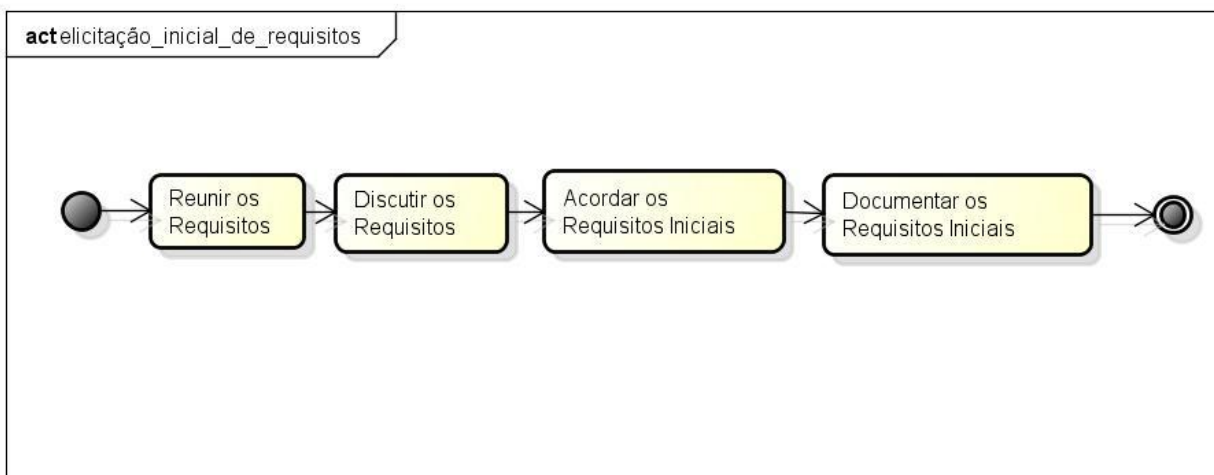 act elicitação_inicial_de_requisitos
Reunir os
Requisitos
Discutir os
Requisitos
Acordar os
Requisitos Iniciais
Documentar os
Requisitos Iniciais